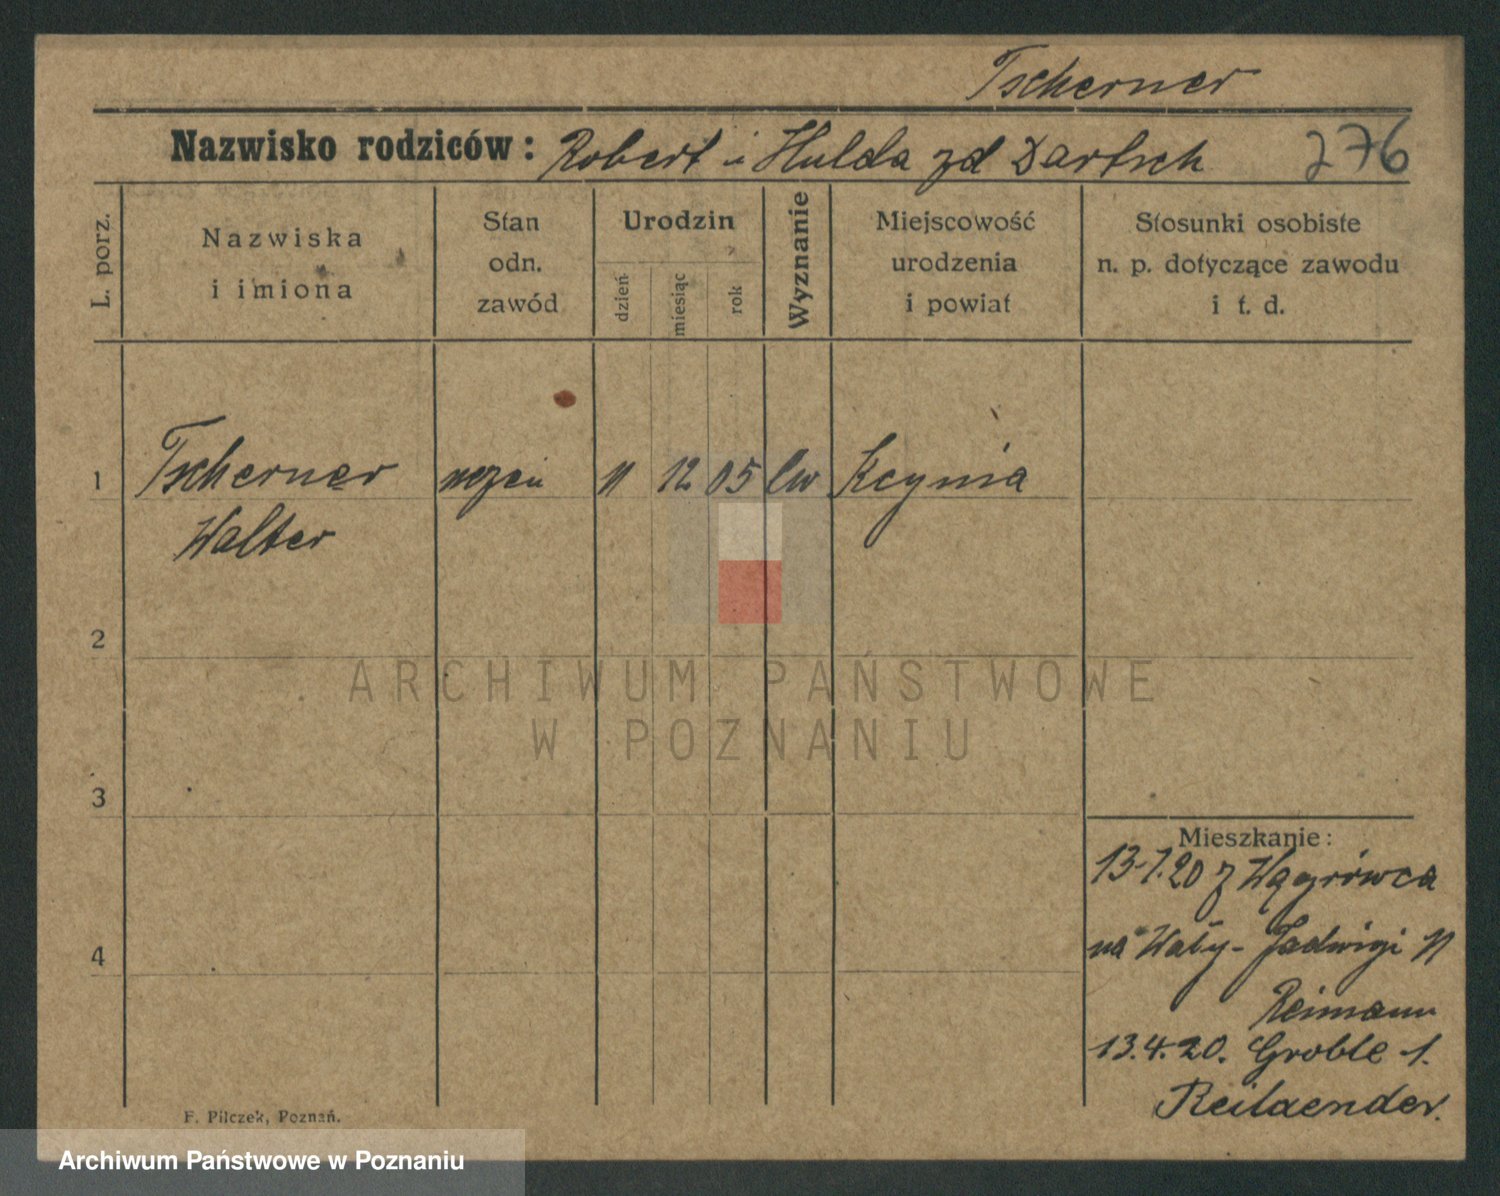 Tscherner
Nazwisko rodziców: Robert i Hulda zd Bartsch 276
L. porz.
Nazwiska
i imiona
Stan
odn.
zawód
Urodzin
dzień
miesiąc
rok
Wyznanie
Miejscowość
urodzenia
i powiat
Stosunki osobiste
n. p. dotyczące zawodu
i t. d.
1 Tscherner uczeń 11 12 05 Kcynia
Walter
2
3
4
ARCHIWUM PAŃSTWOWE
W POZNANIU
Mieszkanie:
13.1.20 z Wągrówca
na Wały-Jadwigi 11
Reimann
13.4.20. Groble 1.
Reilaender.
F. Pilczek, Poznań.
Archiwum Państwowe w Poznaniu